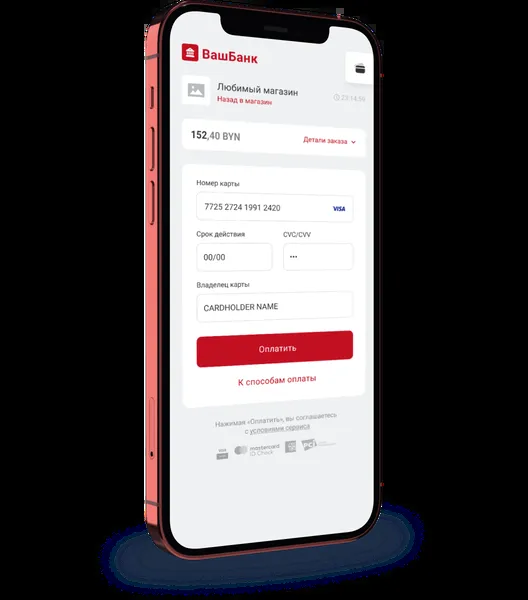 ВашБанк
Любимый магазин
Назад в магазин
23:14:55
152,40 BYN
Детали заказа
Номер карты
7725 2724 1991 2420
VISA
Срок действия
CVC/CVV
00/00
•••
Владелец карты
CARDHOLDER NAME
Оплатить
К способам оплаты
Нажимая «Оплатить», вы соглашаетесь
с условиями сервиса
mastercard
ID Check
PCI